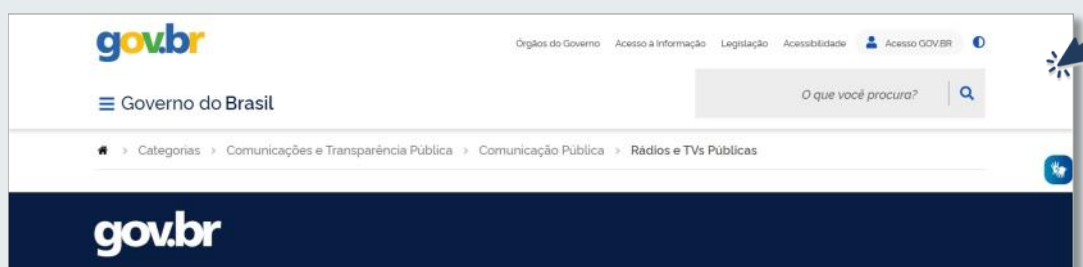 gov.br
Órgãos do Governo Acesso à Informação Legislação Acessibilidade Acesso GOV.BR
Governo do Brasil
O que você procura?
> Categorias > Comunicações e Transparência Pública > Comunicação Pública > Rádios e TVs Públicas
gov.br